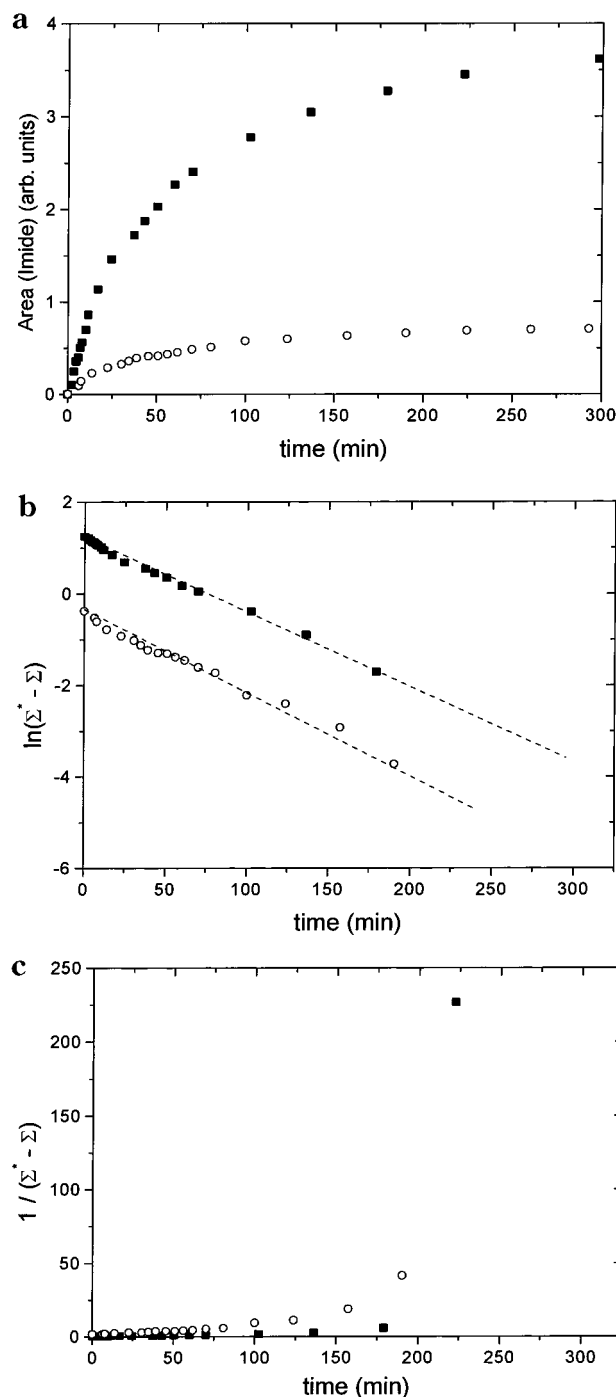 a
4
3
2
1
0
Area (Imide) (arb. units)
0 50 100 150 200 250 300
time (min)
b
2
0
-2
-4
-6
ln(Σ* - Σ)
0 50 100 150 200 250 300
time (min)
c
250
200
150
100
50
0
1 / (Σ* - Σ)
0 50 100 150 200 250 300
time (min)